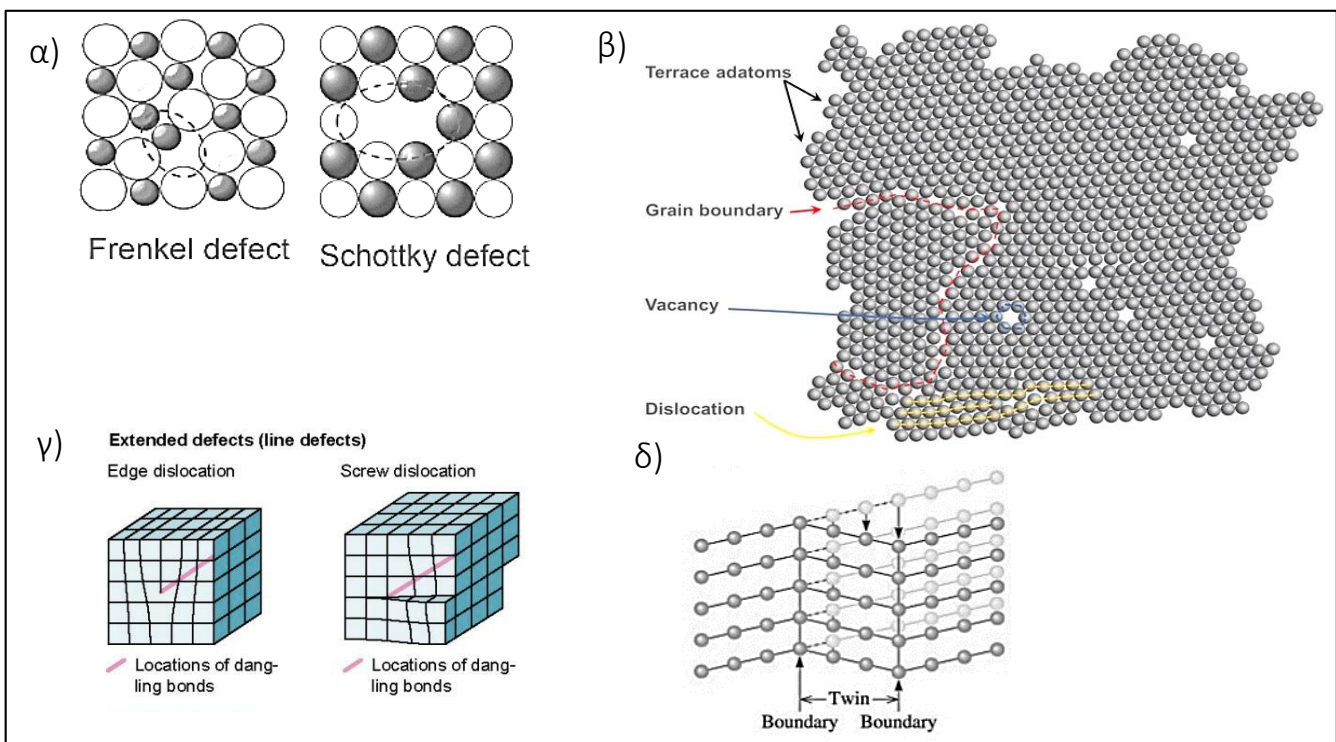 α)
Frenkel defect
Schottky defect
β)
Terrace adatoms
Grain boundary
Vacancy
Dislocation
γ)
Extended defects (line defects)
Edge dislocation
Screw dislocation
Locations of dang-
ling bonds
Locations of dang-
ling bonds
δ)
Twin
Boundary Boundary